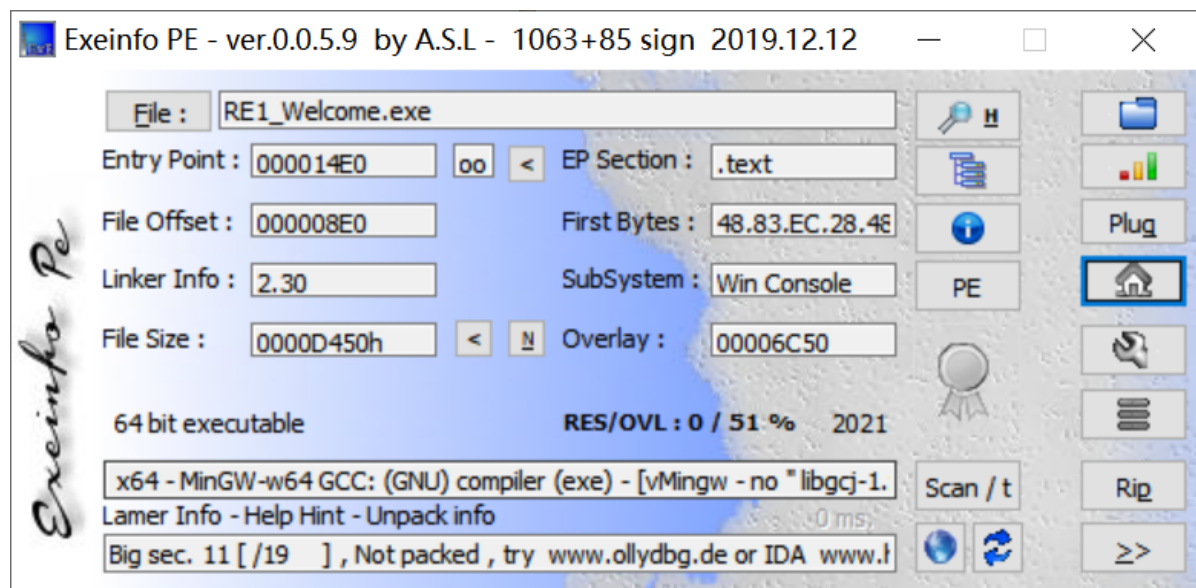 Exeinfo PE - ver.0.0.5.9 by A.S.L - 1063+85 sign 2019.12.12
File : RE1_Welcome.exe H
Entry Point : 000014E0 oo < EP Section : .text
File Offset : 000008E0 First Bytes : 48.83.EC.28.48 Plug
Linker Info : 2.30 SubSystem : Win Console PE
File Size : 0000D450h < N Overlay : 00006C50
64 bit executable RES/OVL : 0 / 51 % 2021
x64 - MinGW-w64 GCC: (GNU) compiler (exe) - [vMingw - no " libgcj-1. Scan / t Rip
Lamer Info - Help Hint - Unpack info -0 ms.
Big sec. 11 [ /19 ] , Not packed , try www.ollydbg.de or IDA www.h >>
Exeinfo Pe